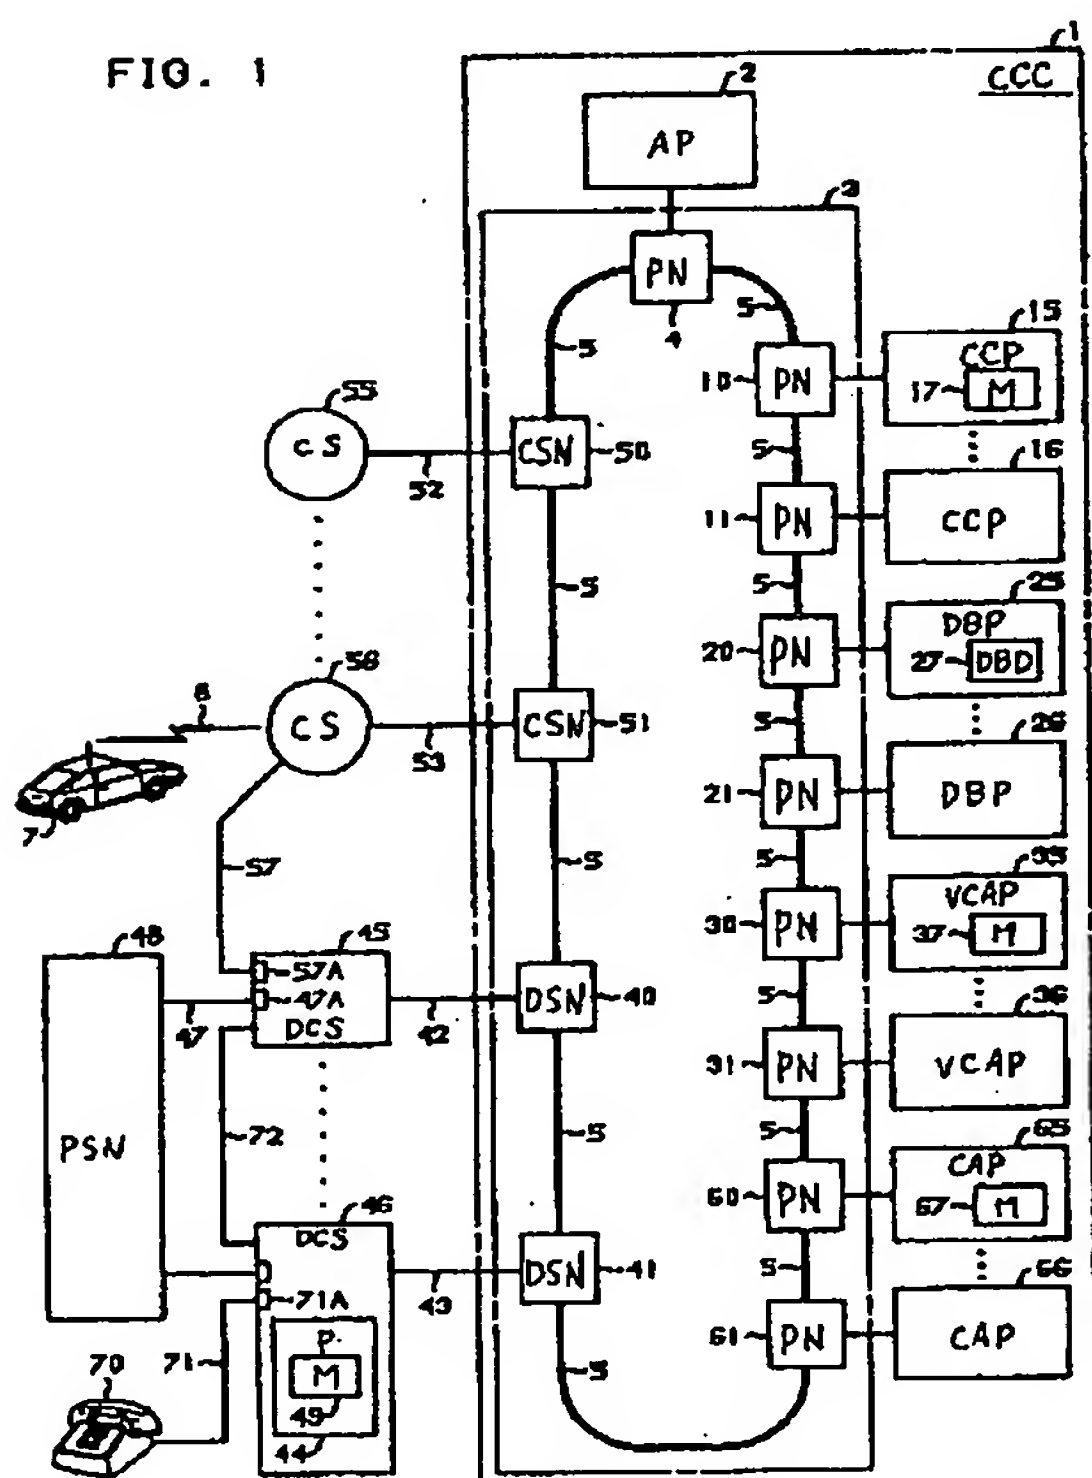 FIG. 1
1
CCC
2
AP
3
PN
4
5
5
15
CCP
10
PN
17
M
55
CS
CSN
50
52
5
16
11
PN
CCP
5
5
25
DBP
20
PN
27
DBD
56
CS
8
CSN
51
53
5
26
21
PN
DBP
7
57
5
5
35
VCAP
30
PN
37
M
48
45
57A
47A
DCS
47
42
DSN
40
5
36
31
PN
VCAP
PSN
72
5
5
65
CAP
60
PN
67
M
46
DCS
DSN
41
43
71A
5
66
61
PN
CAP
P
M
49
44
5
70
71